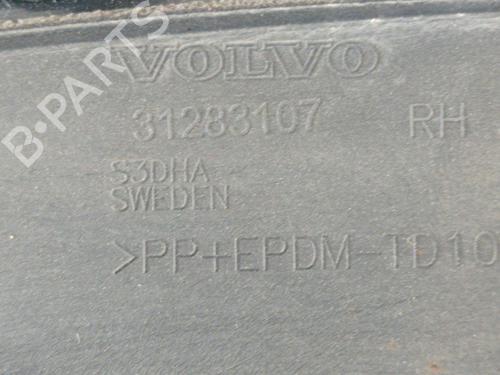 B-PARTS
VOLVO
31283107 RH
S3DHA
SWEDEN
>PP+EPDM-TD10